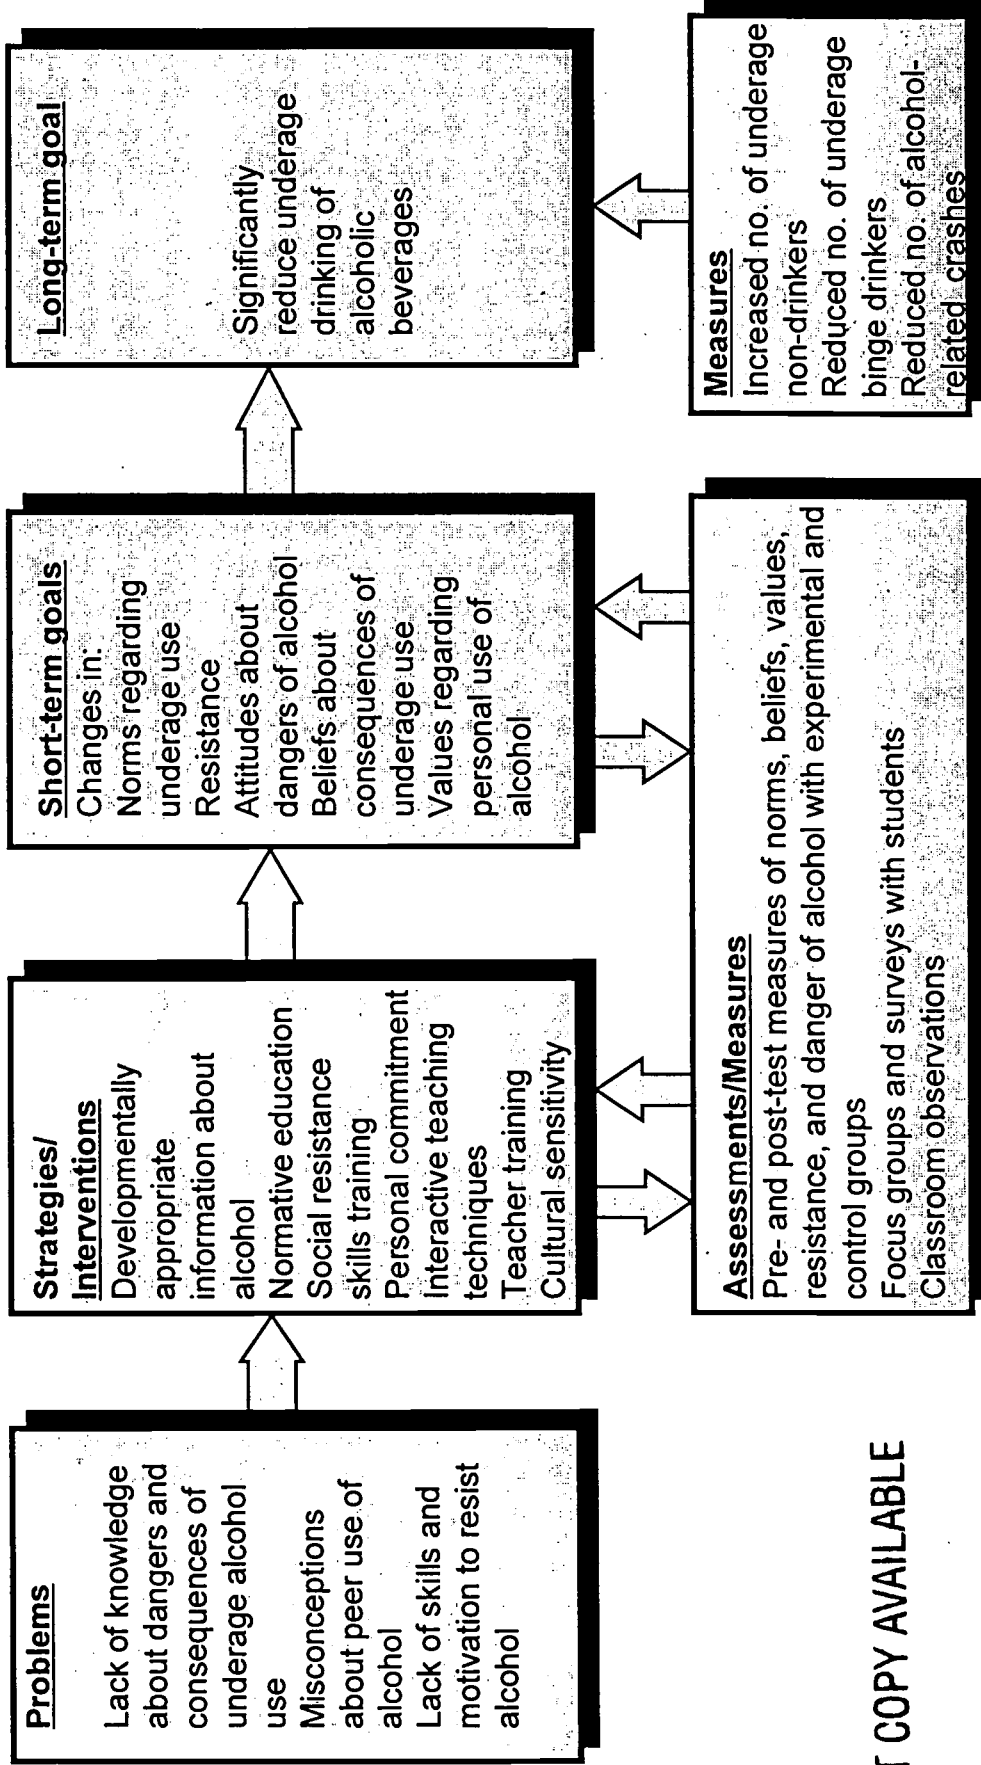 Problems
Lack of knowledge
about dangers and
consequences of
underage alcohol
use
Misconceptions
about peer use of
alcohol
Lack of skills and
motivation to resist
alcohol
Strategies/
Interventions
Developmentally
appropriate
information about
alcohol
Normative education
Social resistance
skills training
Personal commitment
Interactive teaching
techniques
Teacher training
Cultural sensitivity
Short-term goals
Changes in:
Norms regarding
underage use
Resistance
Attitudes about
dangers of alcohol
Beliefs about
consequences of
underage use
Values regarding
personal use of
alcohol
Long-term goal
Significantly
reduce underage
drinking of
alcoholic
beverages
Assessments/Measures
Pre- and post-test measures of norms, beliefs, values,
resistance, and danger of alcohol with experimental and
control groups
Focus groups and surveys with students
Classroom observations
Measures
Increased no. of underage
non-drinkers
Reduced no. of underage
binge drinkers
Reduced no. of alcohol-
related crashes
COPY AVAILABLE